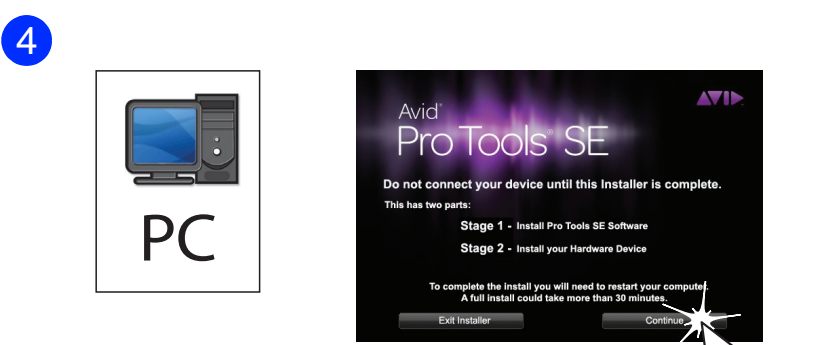 4
PC
AVID
Avid®
Pro Tools® SE
Do not connect your device until this Installer is complete.
This has two parts:
Stage 1 - Install Pro Tools SE Software
Stage 2 - Install your Hardware Device
To complete the install you will need to restart your computer.
A full install could take more than 30 minutes.
Exit Installer
Continue